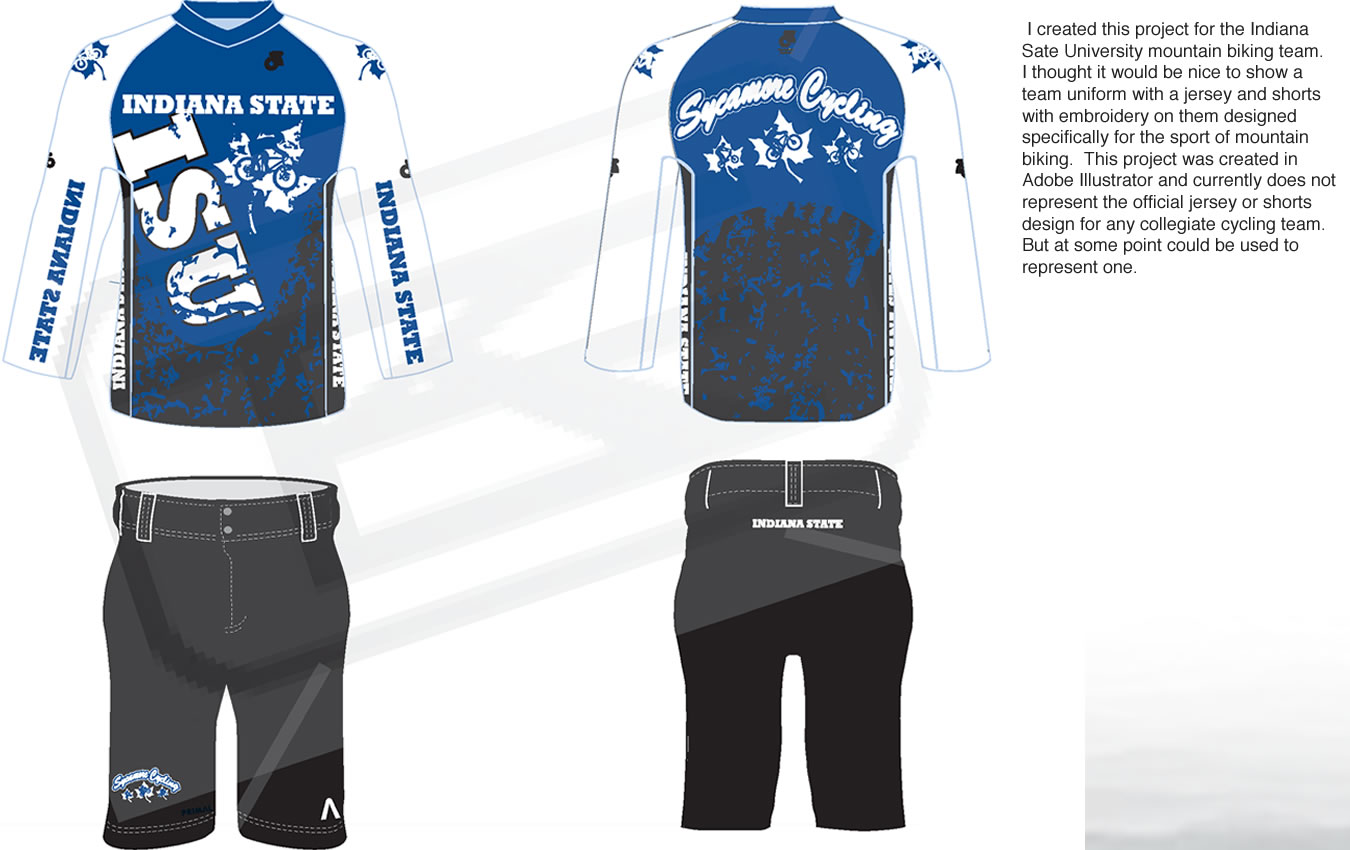 INDIANA STATE
ISU
INDIANA STATE
INDIANA STATE
INDIANA STATE
Sycamore Cycling
Sycamore Cycling
PRIMAL
INDIANA STATE
I created this project for the Indiana
Sate University mountain biking team.
I thought it would be nice to show a
team uniform with a jersey and shorts
with embroidery on them designed
specifically for the sport of mountain
biking. This project was created in
Adobe Illustrator and currently does not
represent the official jersey or shorts
design for any collegiate cycling team.
But at some point could be used to
represent one.